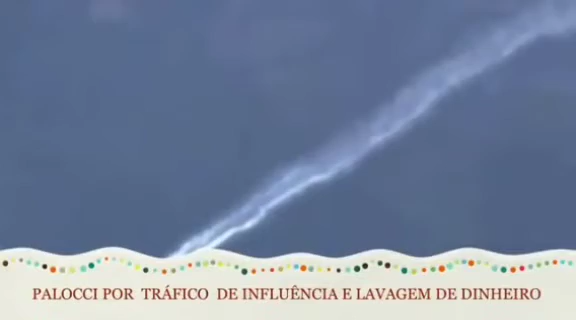 PALOCCI POR TRÁFICO DE INFLUÊNCIA E LAVAGEM DE DINHEIRO